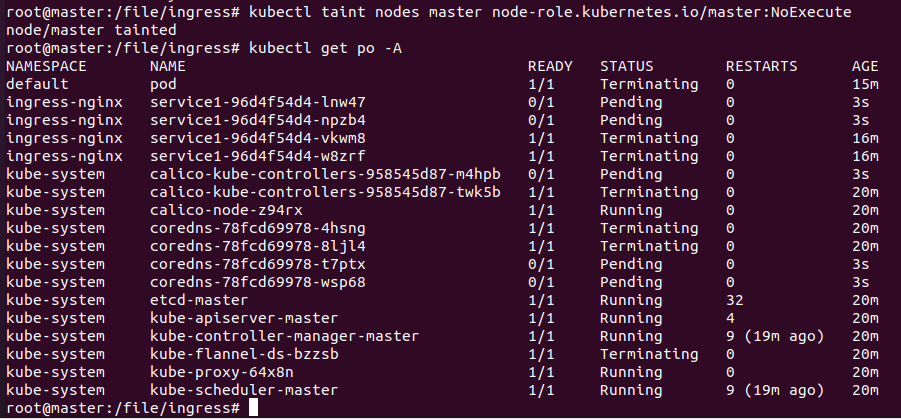 root@master:/file/ingress# kubectl taint nodes master node-role.kubernetes.io/master:NoExecute
node/master tainted
root@master:/file/ingress# kubectl get po -A
NAMESPACE NAME READY STATUS RESTARTS AGE
default pod 1/1 Terminating 0 15m
ingress-nginx service1-96d4f54d4-lnw47 0/1 Pending 0 3s
ingress-nginx service1-96d4f54d4-npzb4 0/1 Pending 0 3s
ingress-nginx service1-96d4f54d4-vkwm8 1/1 Terminating 0 16m
ingress-nginx service1-96d4f54d4-w8zrf 1/1 Terminating 0 16m
kube-system calico-kube-controllers-958545d87-m4hpb 0/1 Pending 0 3s
kube-system calico-kube-controllers-958545d87-twk5b 1/1 Terminating 0 20m
kube-system calico-node-z94rx 1/1 Running 0 20m
kube-system coredns-78fcd69978-4hsng 1/1 Terminating 0 20m
kube-system coredns-78fcd69978-8ljl4 1/1 Terminating 0 20m
kube-system coredns-78fcd69978-t7ptx 0/1 Pending 0 3s
kube-system coredns-78fcd69978-wsp68 0/1 Pending 0 3s
kube-system etcd-master 1/1 Running 32 20m
kube-system kube-apiserver-master 1/1 Running 4 20m
kube-system kube-controller-manager-master 1/1 Running 9 (19m ago) 20m
kube-system kube-flannel-ds-bzzsb 1/1 Terminating 0 20m
kube-system kube-proxy-64x8n 1/1 Running 0 20m
kube-system kube-scheduler-master 1/1 Running 9 (19m ago) 20m
root@master:/file/ingress#